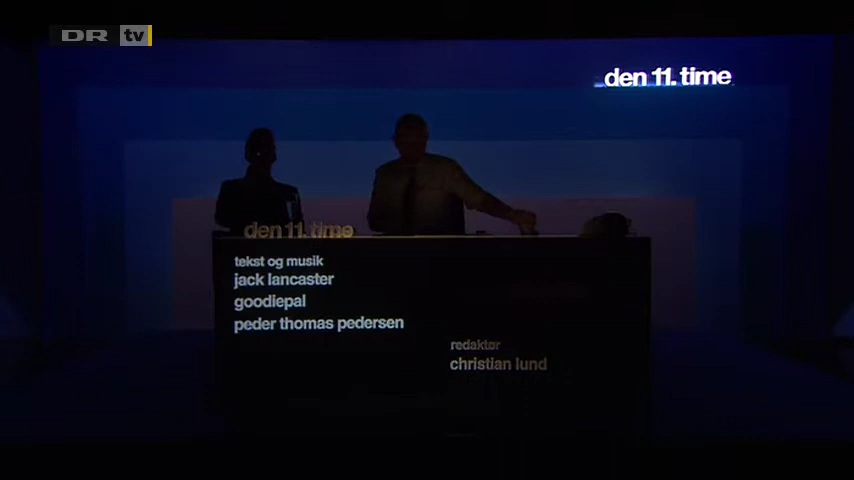 DR tv
den 11. time
den 11. time
tekst og musik
jack lancaster
goodiepal
peder thomas pedersen
redaktør
christian lund